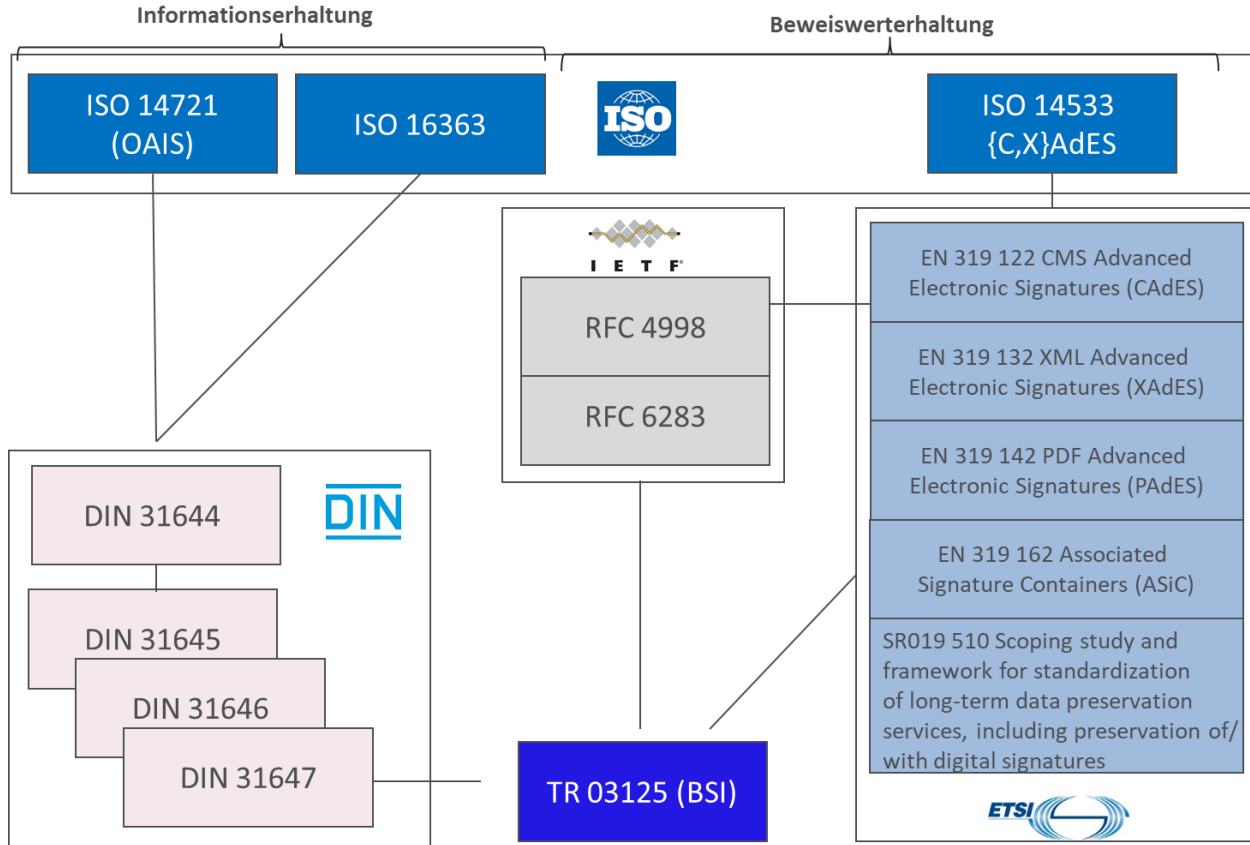 Informationserhaltung
Beweiswerterhaltung
ISO 14721
(OAIS)
ISO 16363
ISO
ISO 14533
{C,X}AdES
IETF®
RFC 4998
RFC 6283
EN 319 122 CMS Advanced
Electronic Signatures (CAdES)
EN 319 132 XML Advanced
Electronic Signatures (XAdES)
EN 319 142 PDF Advanced
Electronic Signatures (PAdES)
EN 319 162 Associated
Signature Containers (ASiC)
SR019 510 Scoping study and
framework for standardization
of long-term data preservation
services, including preservation of/
with digital signatures
ETSI
DIN 31644
DIN
DIN 31645
DIN 31646
DIN 31647
TR 03125 (BSI)